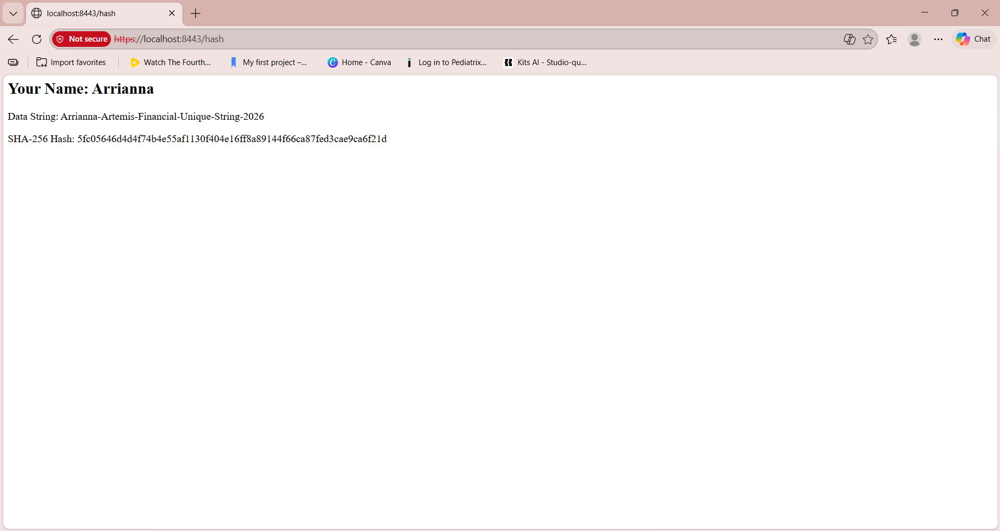 localhost:8443/hash
Not secure https://localhost:8443/hash
Chat
Import favorites
Watch The Fourth...
My first project –...
Home - Canva
Log in to Pediatrix...
Kits AI - Studio-qu...
Your Name: Arrianna
Data String: Arrianna-Artemis-Financial-Unique-String-2026
SHA-256 Hash: 5fc05646d4d4f74b4e55af1130f404e16ff8a89144f66ca87fed3cae9ca6f21d